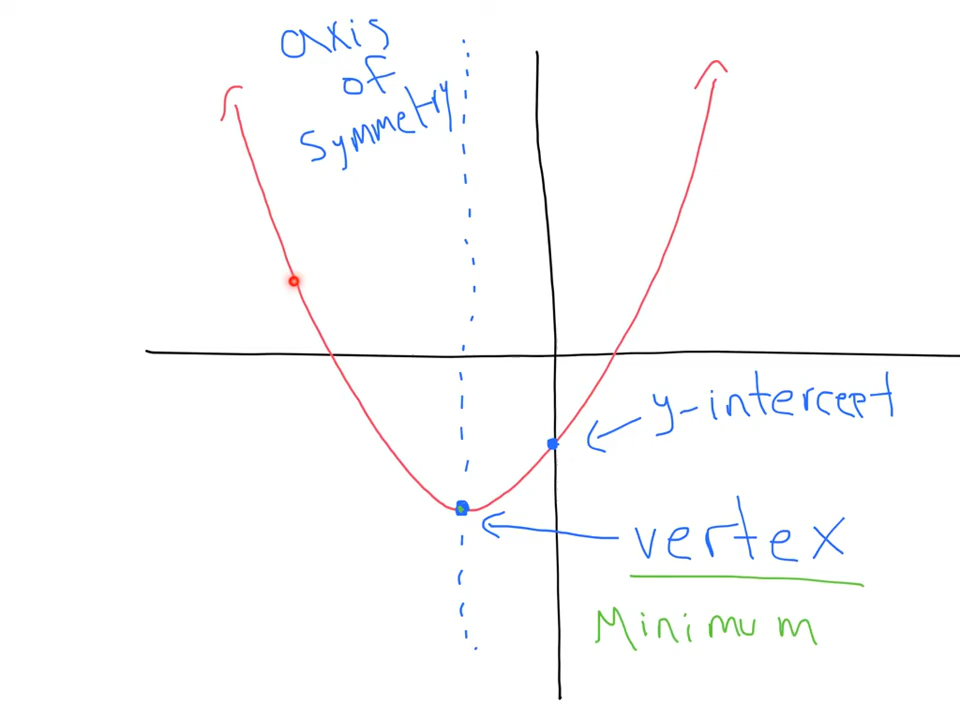 axis
of
symmetry
y-intercept
vertex
Minimum